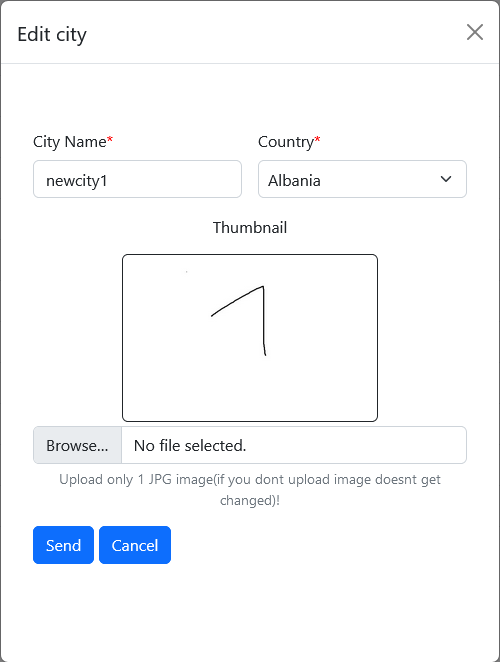 Edit city
City Name* Country*
newcity1 Albania
Thumbnail
1
Browse... No file selected.
Upload only 1 JPG image(if you dont upload image doesnt get
changed)!
Send Cancel